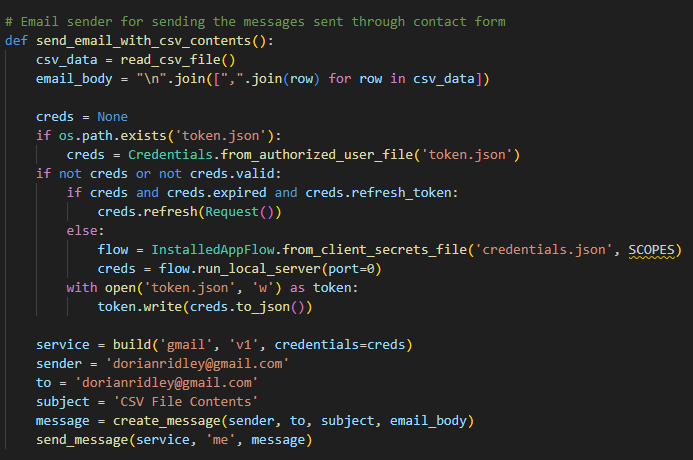 # Email sender for sending the messages sent through contact form
def send_email_with_csv_contents():
    csv_data = read_csv_file()
    email_body = "\n".join([",".join(row) for row in csv_data])

    creds = None
    if os.path.exists('token.json'):
        creds = Credentials.from_authorized_user_file('token.json')
    if not creds or not creds.valid:
        if creds and creds.expired and creds.refresh_token:
            creds.refresh(Request())
        else:
            flow = InstalledAppFlow.from_client_secrets_file('credentials.json', SCOPES)
            creds = flow.run_local_server(port=0)
        with open('token.json', 'w') as token:
            token.write(creds.to_json())

    service = build('gmail', 'v1', credentials=creds)
    sender = 'dorianridley@gmail.com'
    to = 'dorianridley@gmail.com'
    subject = 'CSV File Contents'
    message = create_message(sender, to, subject, email_body)
    send_message(service, 'me', message)